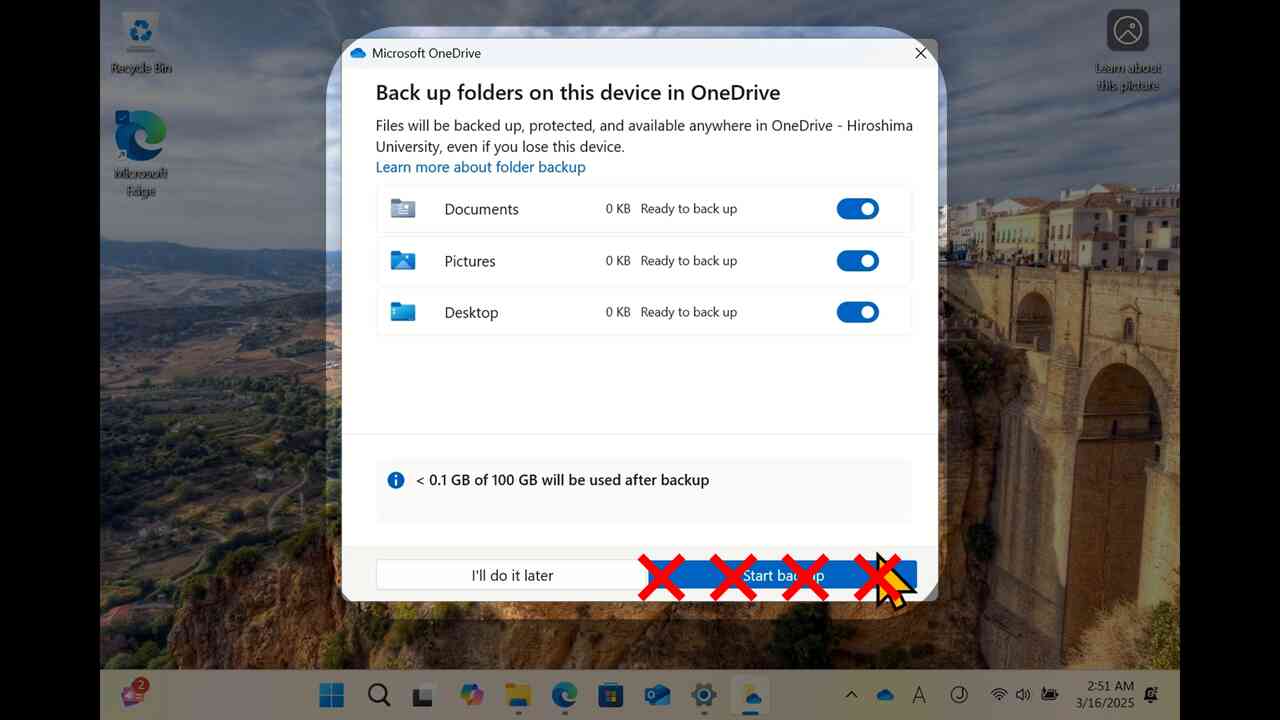 Recycle Bin
Microsoft
Edge
Learn about
this picture
Microsoft OneDrive
Back up folders on this device in OneDrive
Files will be backed up, protected, and available anywhere in OneDrive - Hiroshima
University, even if you lose this device.
Learn more about folder backup
Documents 0 KB Ready to back up
Pictures 0 KB Ready to back up
Desktop 0 KB Ready to back up
< 0.1 GB of 100 GB will be used after backup
I'll do it later
Start backup
2
A
2:51 AM
3/16/2025